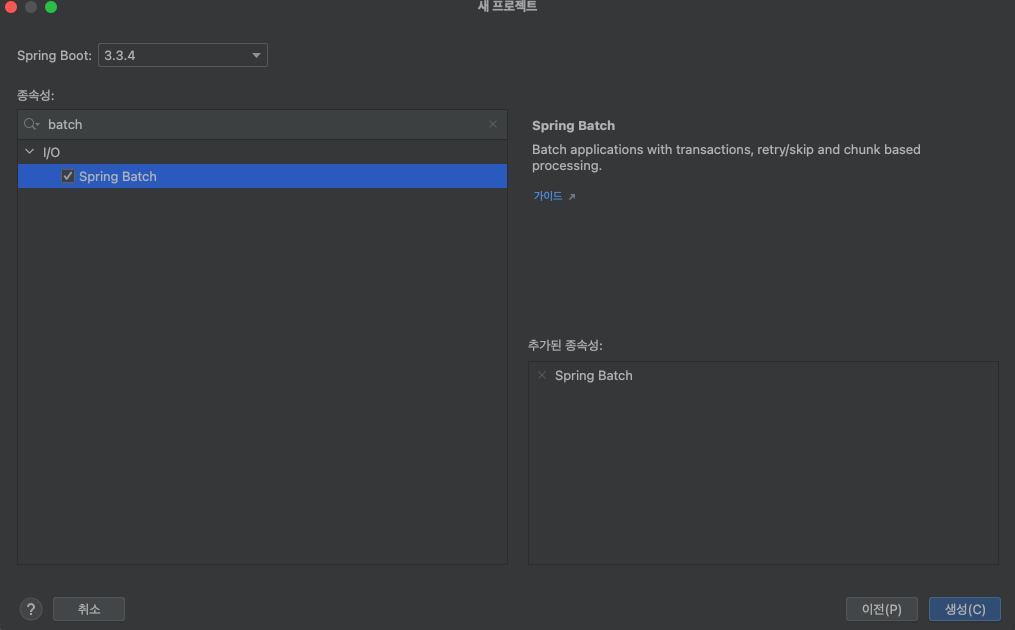 새 프로젝트
Spring Boot: 3.3.4
종속성:
batch
I/O
Spring Batch
Spring Batch
Batch applications with transactions, retry/skip and chunk based
processing.
가이드
추가된 종속성:
Spring Batch
? 취소 이전(P) 생성(C)